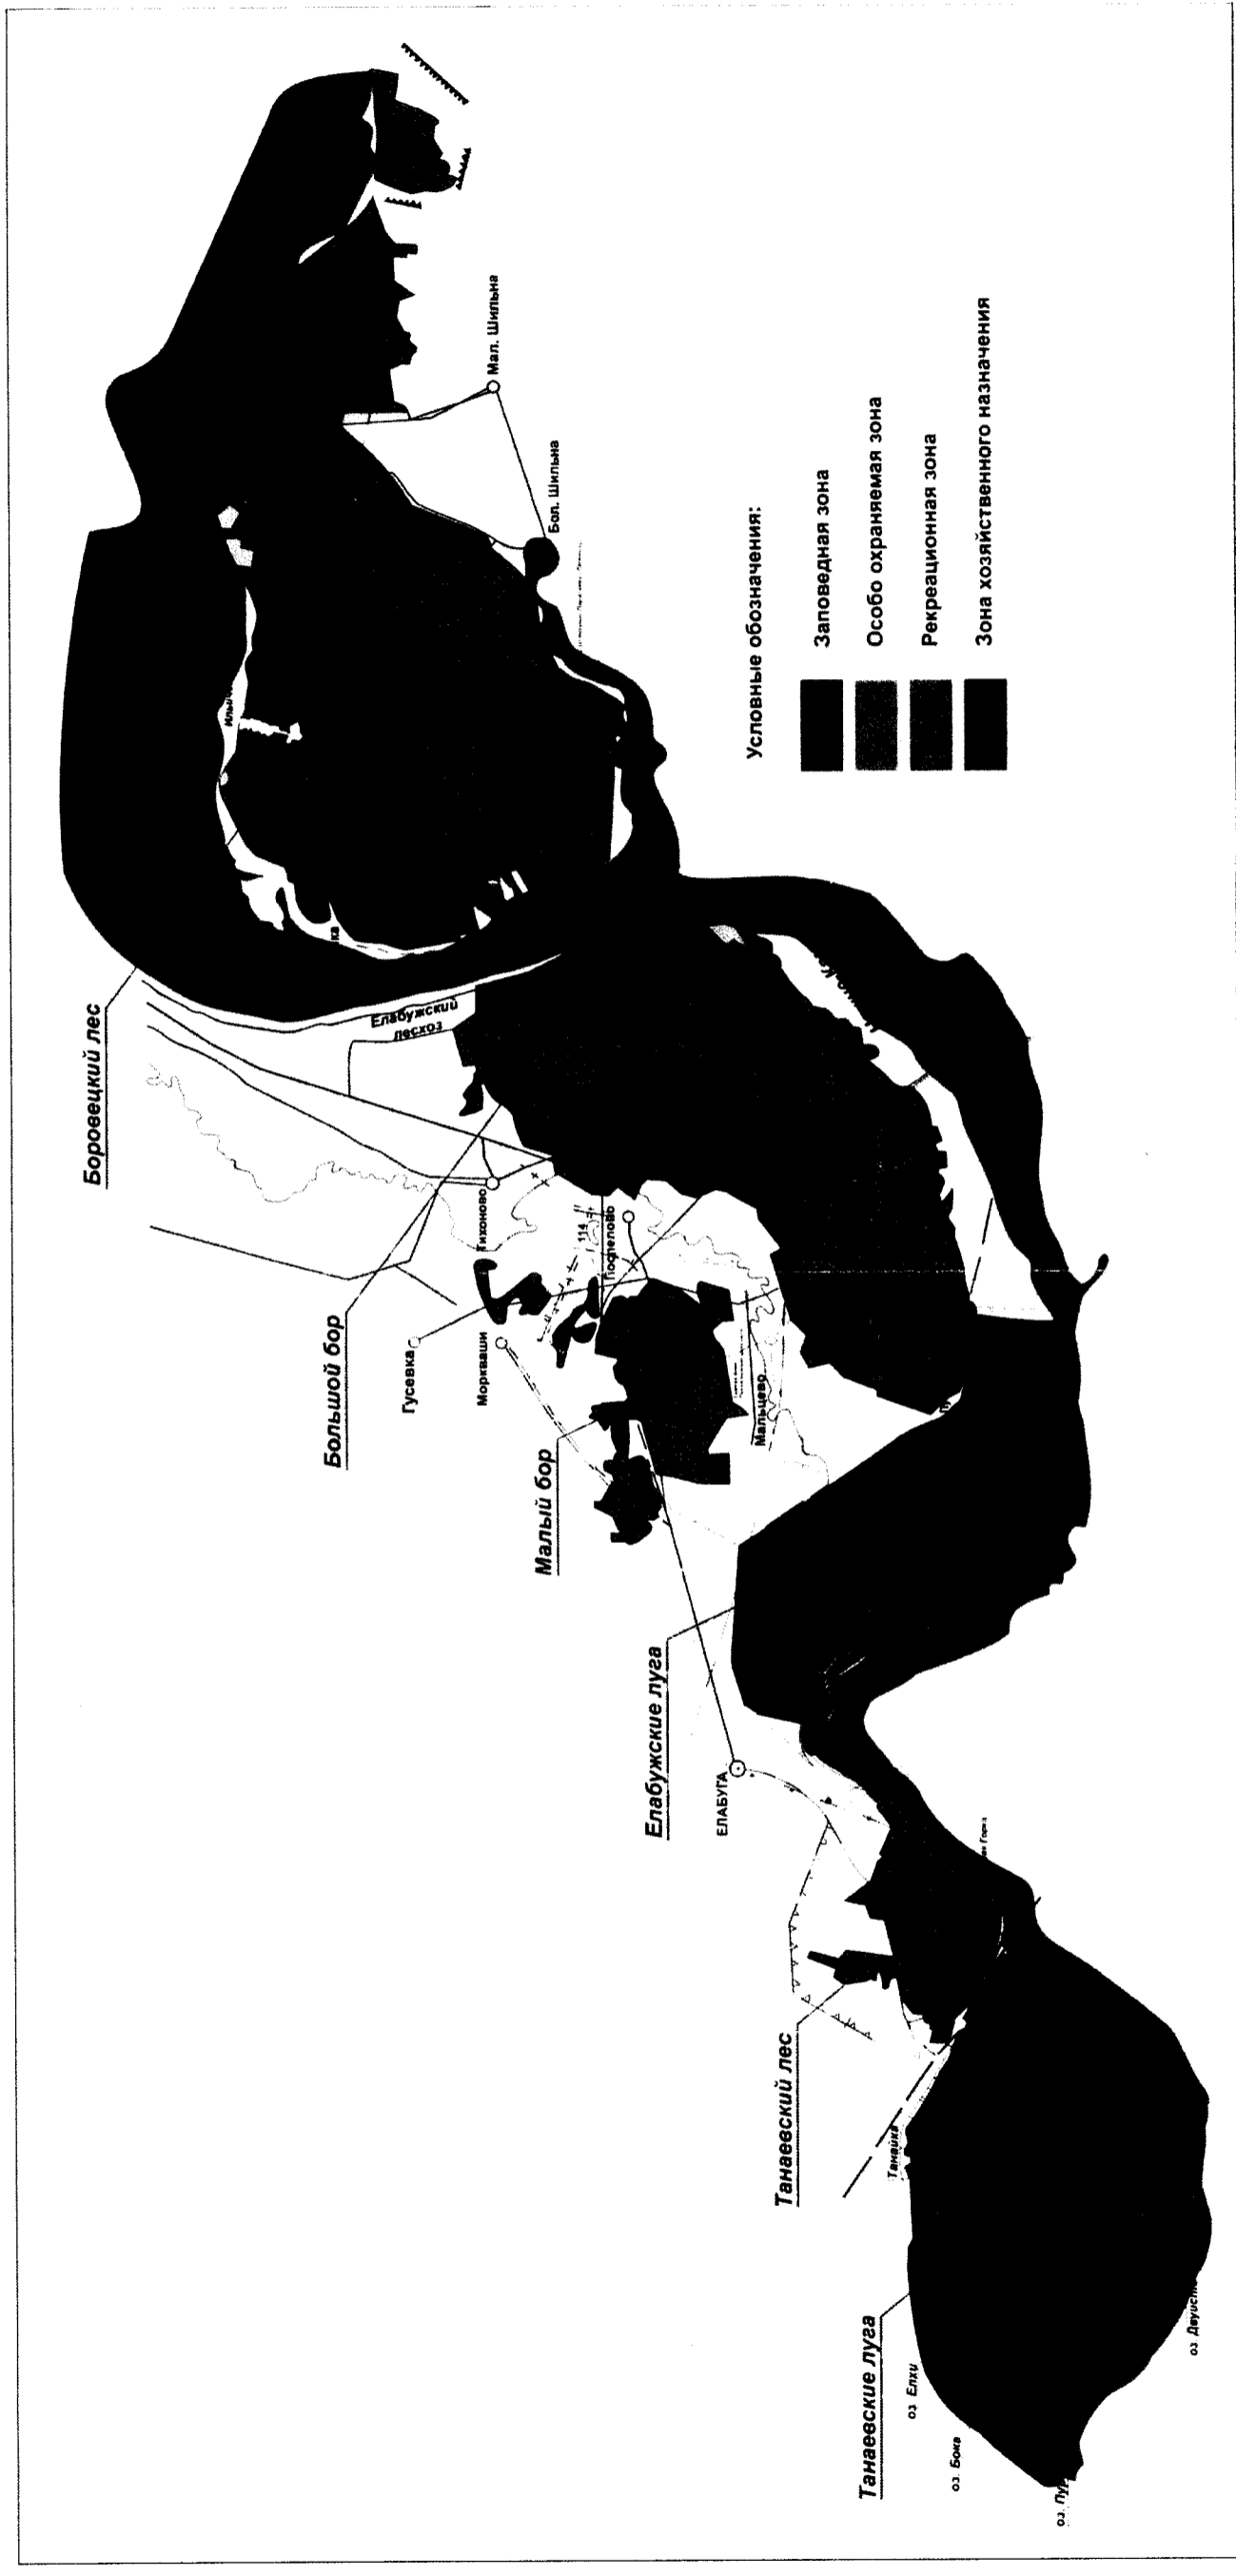 Боровецкий лес
Большой бор
Малый бор
Елабужские луга
Танаевский лес
Танаевские луга
Елабужский
лесхоз
Тихоново
Гусевка
Моркваши
114
Поспелово
Мальцево
ЕЛАБУГА
Танайка
оз. Елхи
оз. Бока
Мал. Шильна
Бол. Шильна
Условные обозначения:
Заповедная зона
Особо охраняемая зона
Рекреационная зона
Зона хозяйственного назначения